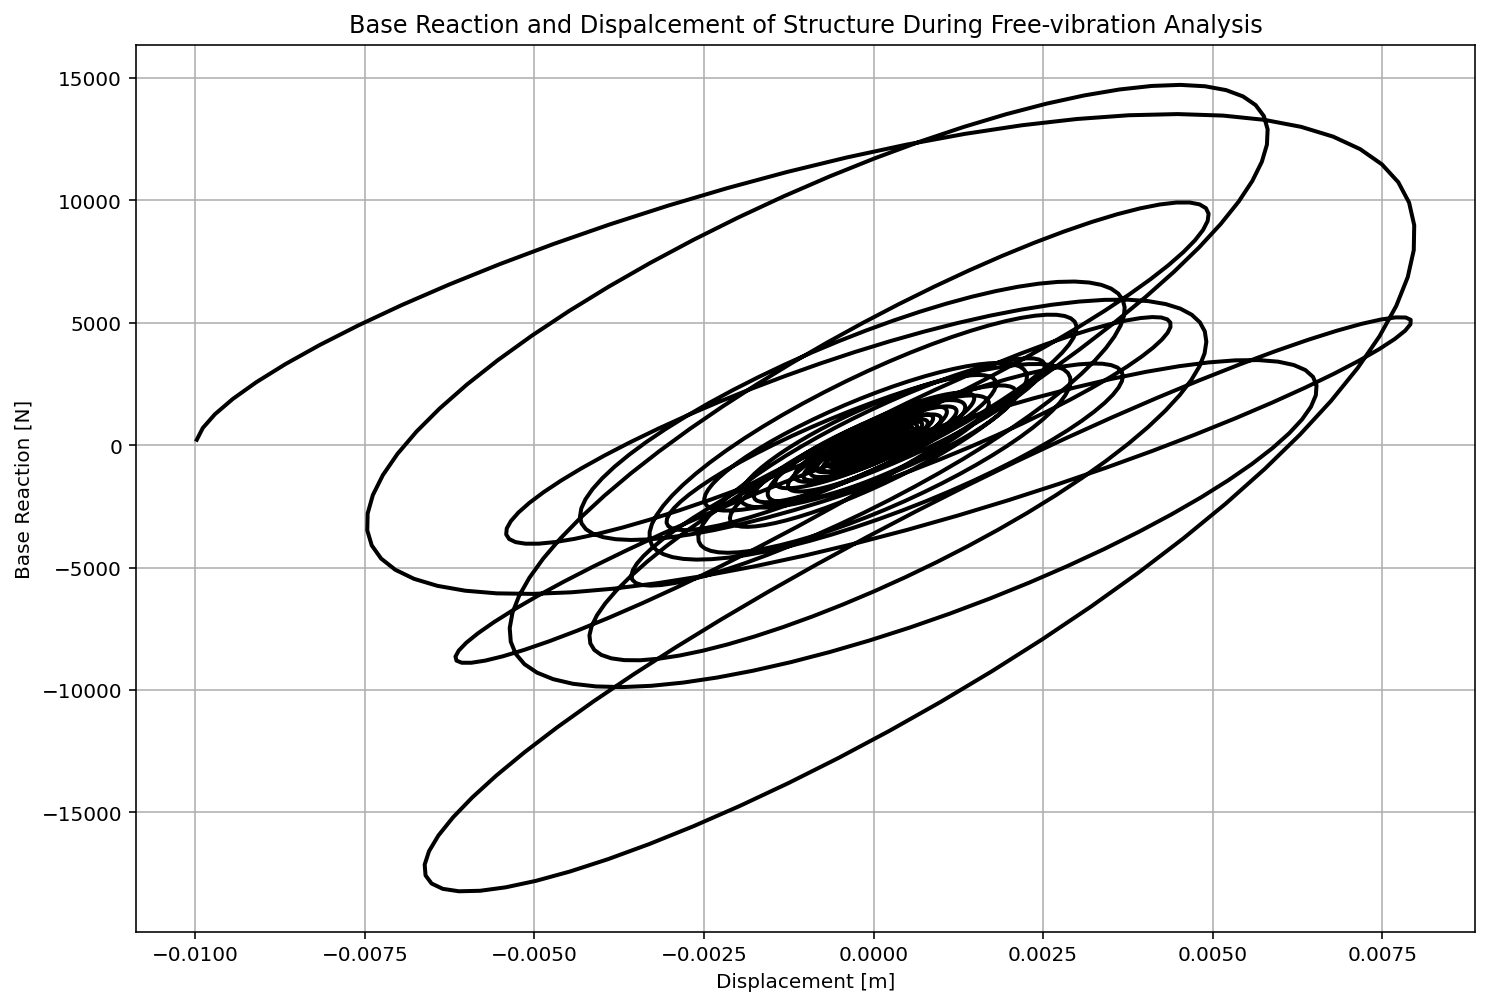 Base Reaction and Dispalcement of Structure During Free-vibration Analysis
15000
10000
5000
0
−5000
−10000
−15000
Base Reaction [N]
−0.0100 −0.0075 −0.0050 −0.0025 0.0000 0.0025 0.0050 0.0075
Displacement [m]